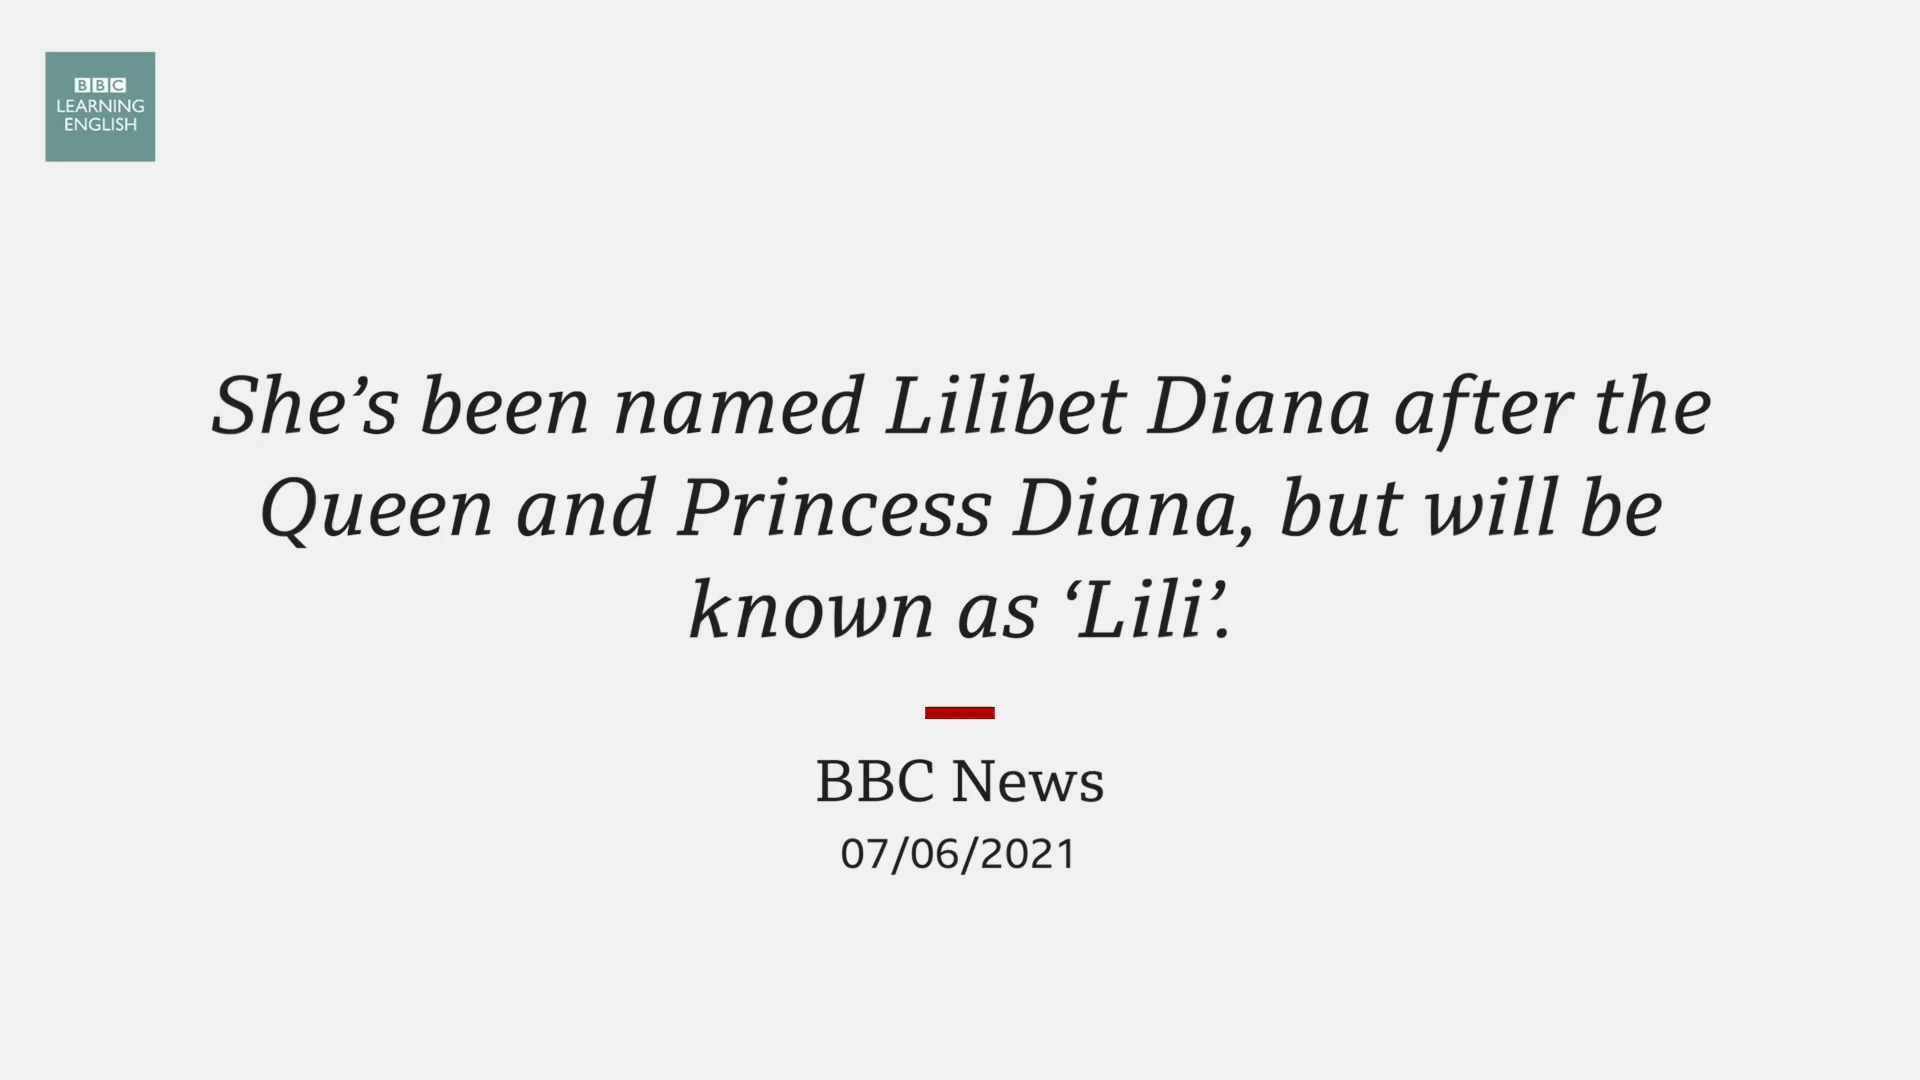 BBC
LEARNING
ENGLISH
She’s been named Lilibet Diana after the
Queen and Princess Diana, but will be
known as ‘Lili’.
BBC News
07/06/2021